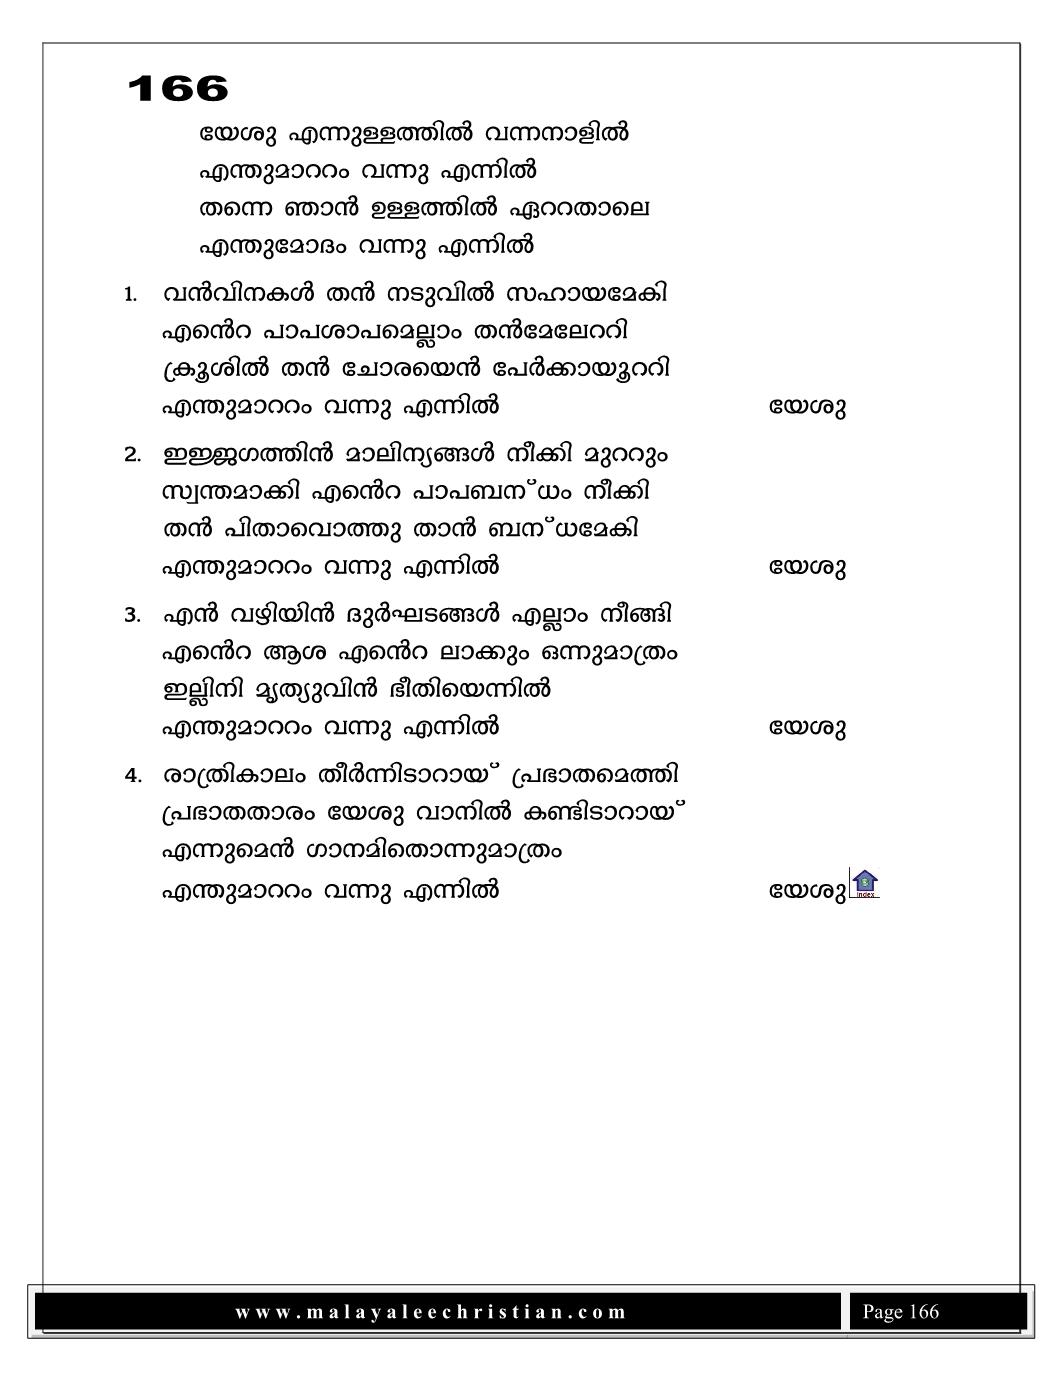 166
യേശു എന്നുള്ളത്തിൽ വന്നനാളിൽ
എന്തുമാററം വന്നു എന്നിൽ
തന്നെ ഞാൻ ഉള്ളത്തിൽ ഏററതാലെ
എന്തുമോദം വന്നു എന്നിൽ
1. വൻവിനകൾ തൻ നടുവിൽ സഹായമേകി
എൻെറ പാപശാപമെല്ലാം തൻമേലേററി
ക്രൂശിൽ തൻ ചോരയെൻ പേർക്കായൂററി
എന്തുമാററം വന്നു എന്നിൽ യേശു
2. ഇജ്ജഗത്തിൻ മാലിന്യങ്ങൾ നീക്കി മുററും
സ്വന്തമാക്കി എൻെറ പാപബന്ധം നീക്കി
തൻ പിതാവൊത്തു താൻ ബന്ധമേകി
എന്തുമാററം വന്നു എന്നിൽ യേശു
3. എൻ വഴിയിൻ ദുർഘടങ്ങൾ എല്ലാം നീങ്ങി
എൻെറ ആശ എൻെറ ലാക്കും ഒന്നുമാത്രം
ഇല്ലിനി മൃത്യുവിൻ ഭീതിയെന്നിൽ
എന്തുമാററം വന്നു എന്നിൽ യേശു
4. രാത്രികാലം തീർന്നിടാറായ് പ്രഭാതമെത്തി
പ്രഭാതതാരം യേശു വാനിൽ കണ്ടിടാറായ്
എന്നുമെൻ ഗാനമിതൊന്നുമാത്രം
എന്തുമാററം വന്നു എന്നിൽ യേശു
index
www.malayaleechristian.com Page 166